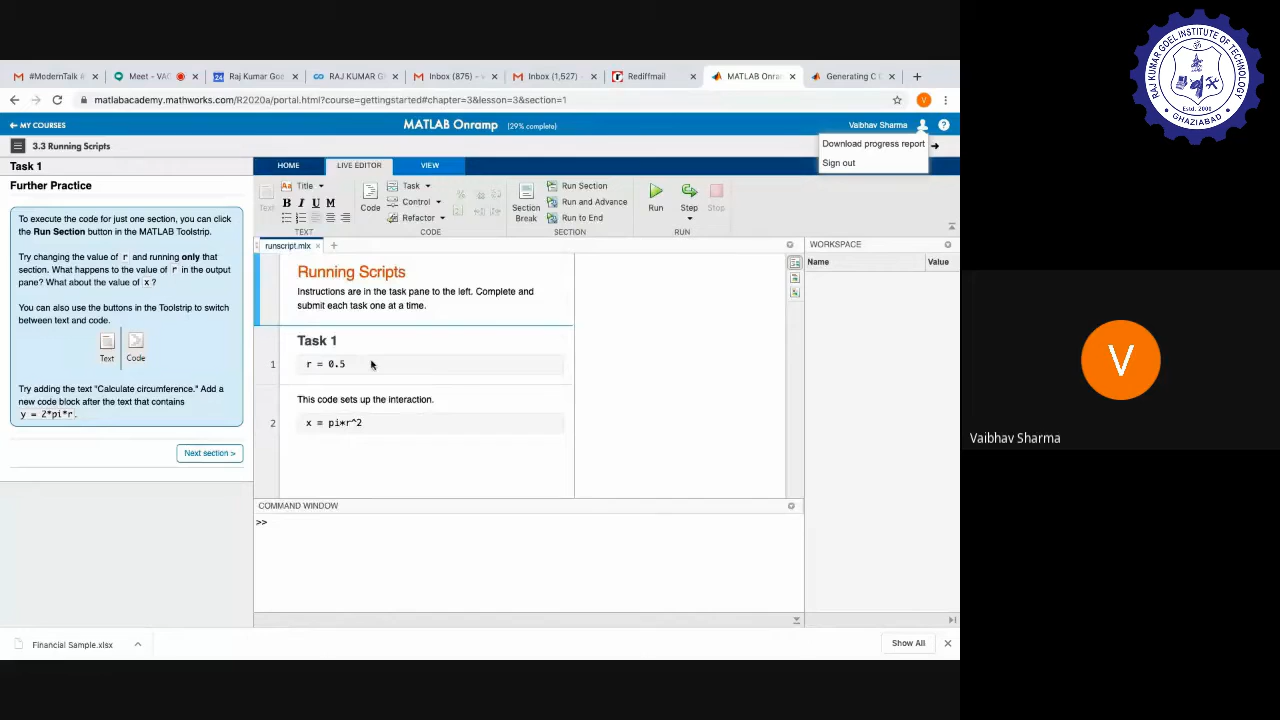 #ModernTalk #
Meet - VAC
Raj Kumar Goe
RAJ KUMAR G
Inbox (875) - v
Inbox (1,527) -
Rediffmail
MATLAB Onra
Generating C C
matlabacademy.mathworks.com/R2020a/portal.html?course=gettingstarted#chapter=3&lesson=3&section=1
V
MY COURSES
MATLAB Onramp
(29% complete)
Vaibhav Sharma
Download progress report
Sign out
3.3 Running Scripts
Task 1
Further Practice
To execute the code for just one section, you can click
the Run Section button in the MATLAB Toolstrip.
Try changing the value of r and running only that
section. What happens to the value of r in the output
pane? What about the value of x?
You can also use the buttons in the Toolstrip to switch
between text and code.
Text
Code
Try adding the text "Calculate circumference." Add a
new code block after the text that contains
y = 2*pi*r.
Next section >
HOME
LIVE EDITOR
VIEW
Text
Aa Title
B I U M
TEXT
Code
Task
Control
Refactor
CODE
Section
Break
Run Section
Run and Advance
Run to End
SECTION
Run
Step
Stop
RUN
runscript.mlx
Running Scripts
Instructions are in the task pane to the left. Complete and
submit each task one at a time.
Task 1
1
r = 0.5
This code sets up the interaction.
2
x = pi*r^2
COMMAND WINDOW
>>
WORKSPACE
Name
Value
Financial Sample.xlsx
Show All
RAJ KUMAR GOEL INSTITUTE OF TECHNOLOGY
Estd. 2000
GHAZIABAD
V
Vaibhav Sharma